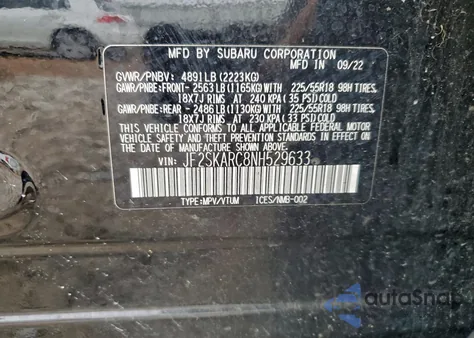 MFD BY SUBARU CORPORATION
MFD IN 09/22
GVWR/PNBV: 4891LB(2223KG)
GAWR/PNBE:FRONT- 2563LB(1165KG) WITH/AVEC 225/55R18 98H TIRES,
18X7J RIMS AT 240 KPA(35 PSI)COLD
GAWR/PNBE:REAR - 2486LB(1130KG) WITH/AVEC 225/55R18 98H TIRES,
18X7J RIMS AT 230 KPA(33 PSI)COLD
THIS VEHICLE CONFORMS TO ALL APPLICABLE FEDERAL MOTOR
VEHICLE SAFETY AND THEFT PREVENTION STANDARDS
IN EFFECT ON THE DATE OF MANUFACTURE SHOWN ABOVE.
JF2SKARC8NH529633
TYPE:MPV/VTUM ICES/NMB-002
autoSnap